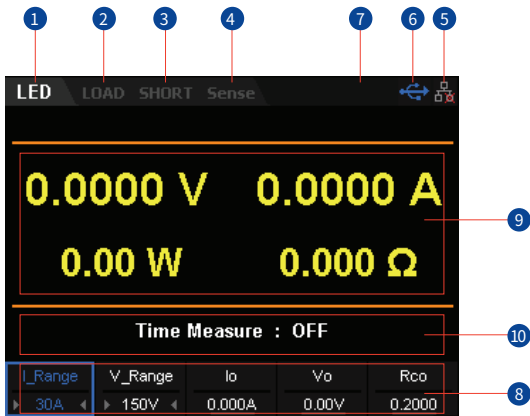 1 2 3 4 7 6 5
LED LOAD SHORT Sense
0.0000 V 0.0000 A
9
0.00 W 0.000 Ω
Time Measure : OFF
10
I_Range V_Range Io Vo Rco
8
30A 150V 0.000A 0.00V 0.2000